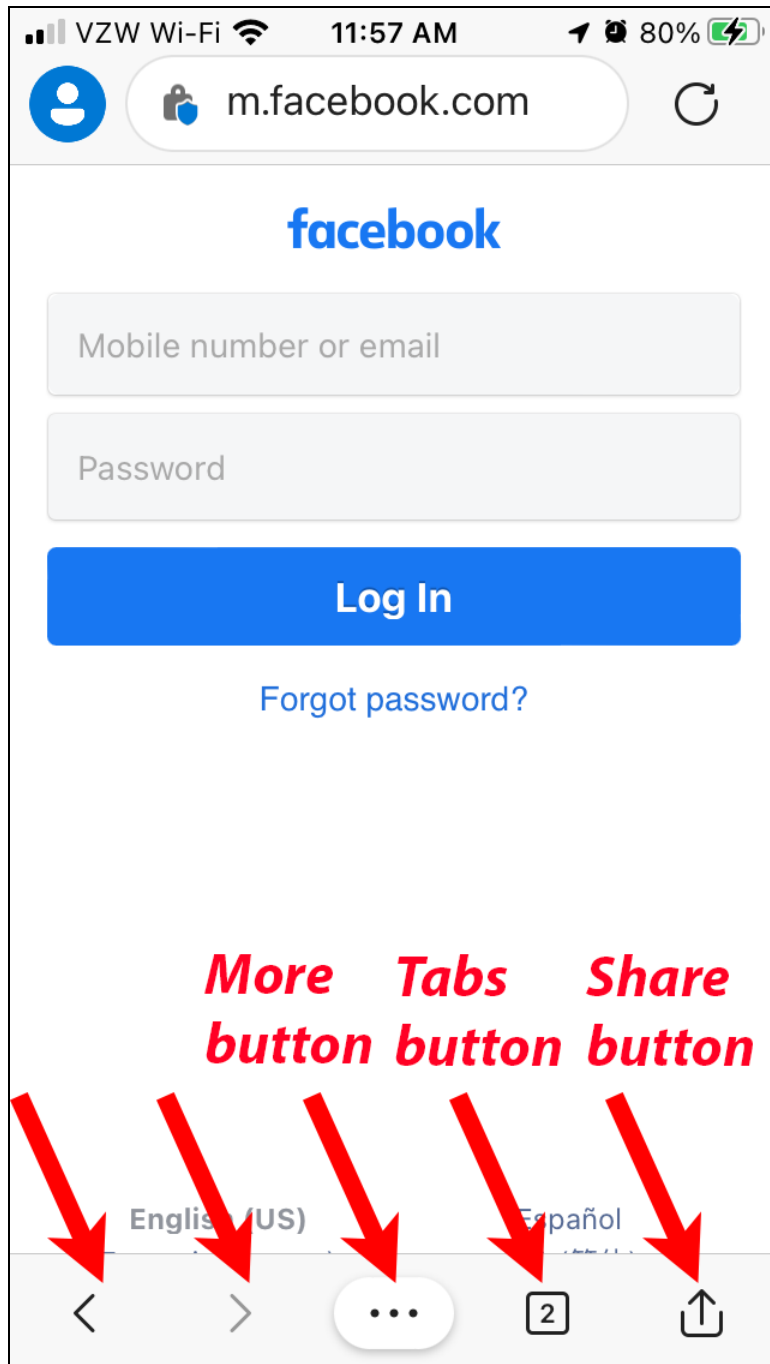 VZW Wi-Fi 11:57 AM 80%
m.facebook.com
facebook
Mobile number or email
Password
Log In
Forgot password?
More Tabs Share
button button button
English (US) Español
2